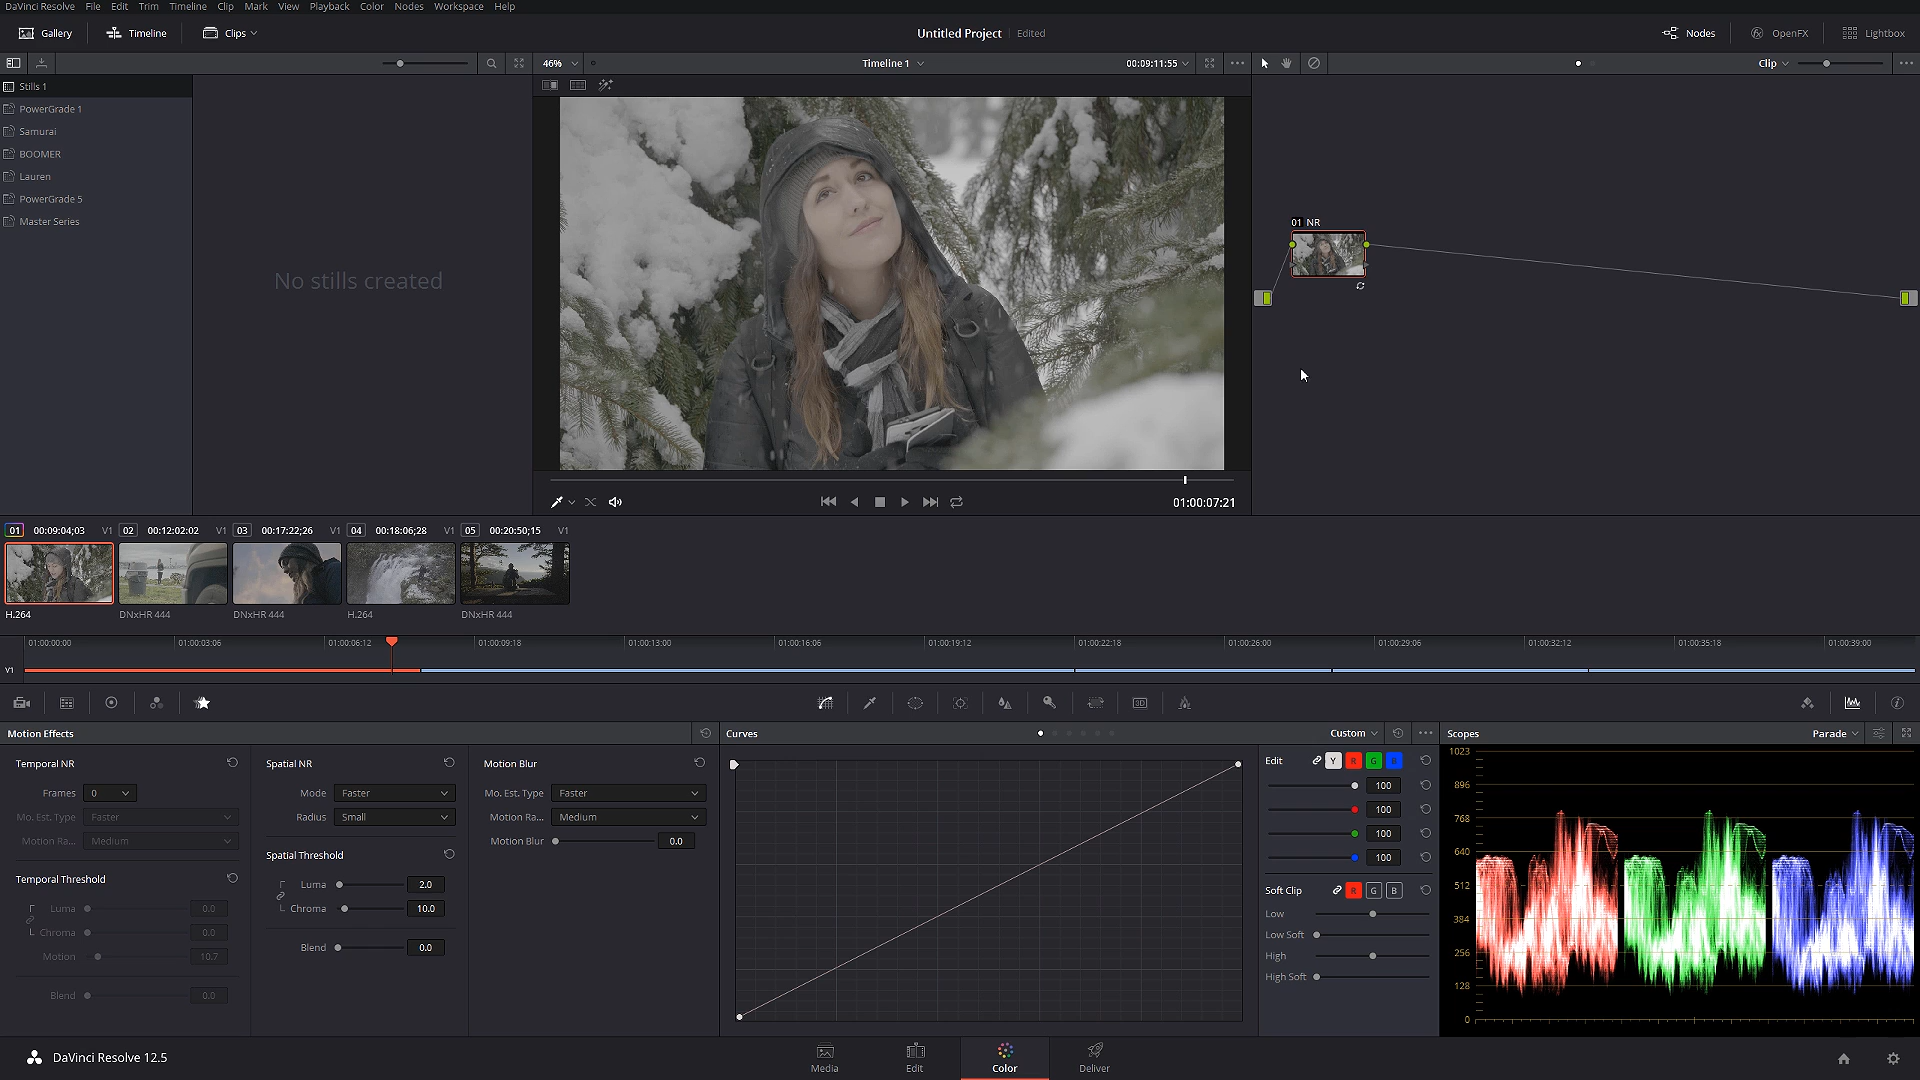 DaVinci Resolve File Edit Trim Timeline Clip Mark View Playback Color Nodes Workspace Help
Gallery Timeline Clips Untitled Project Edited Nodes OpenFX Lightbox
46% Timeline 1 00:09:11:55 Clip
Stills 1
PowerGrade 1
Samurai
BOOMER
Lauren
PowerGrade 5
Master Series
No stills created
01 NR
01:00:07:21
01 00:09:04;03 V1 02 00:12:02:02 V1 03 00:17:22;26 V1 04 00:18:06;28 V1 05 00:20:50;15 V1
H.264 DNxHR 444 DNxHR 444 H.264 DNxHR 444
01:00:00:00 01:00:03:06 01:00:06:12 01:00:09:18 01:00:13:00 01:00:16:06 01:00:19:12 01:00:22:18 01:00:26:00 01:00:29:06 01:00:32:12 01:00:35:18 01:00:39:00
V1
3D
Motion Effects Curves Custom Scopes Parade
Temporal NR
Frames 0
Mo. Est. Type Faster
Motion Ra... Medium
Temporal Threshold
Luma 0.0
Chroma 0.0
Motion 10.7
Blend 0.0
Spatial NR
Mode Faster
Radius Small
Spatial Threshold
Luma 2.0
Chroma 10.0
Blend 0.0
Motion Blur
Mo. Est. Type Faster
Motion Ra... Medium
Motion Blur 0.0
Edit Y R G B
100
100
100
100
Soft Clip R G B
Low
Low Soft
High
High Soft
1023
896
768
640
512
384
256
128
0
DaVinci Resolve 12.5 Media Edit Color Deliver